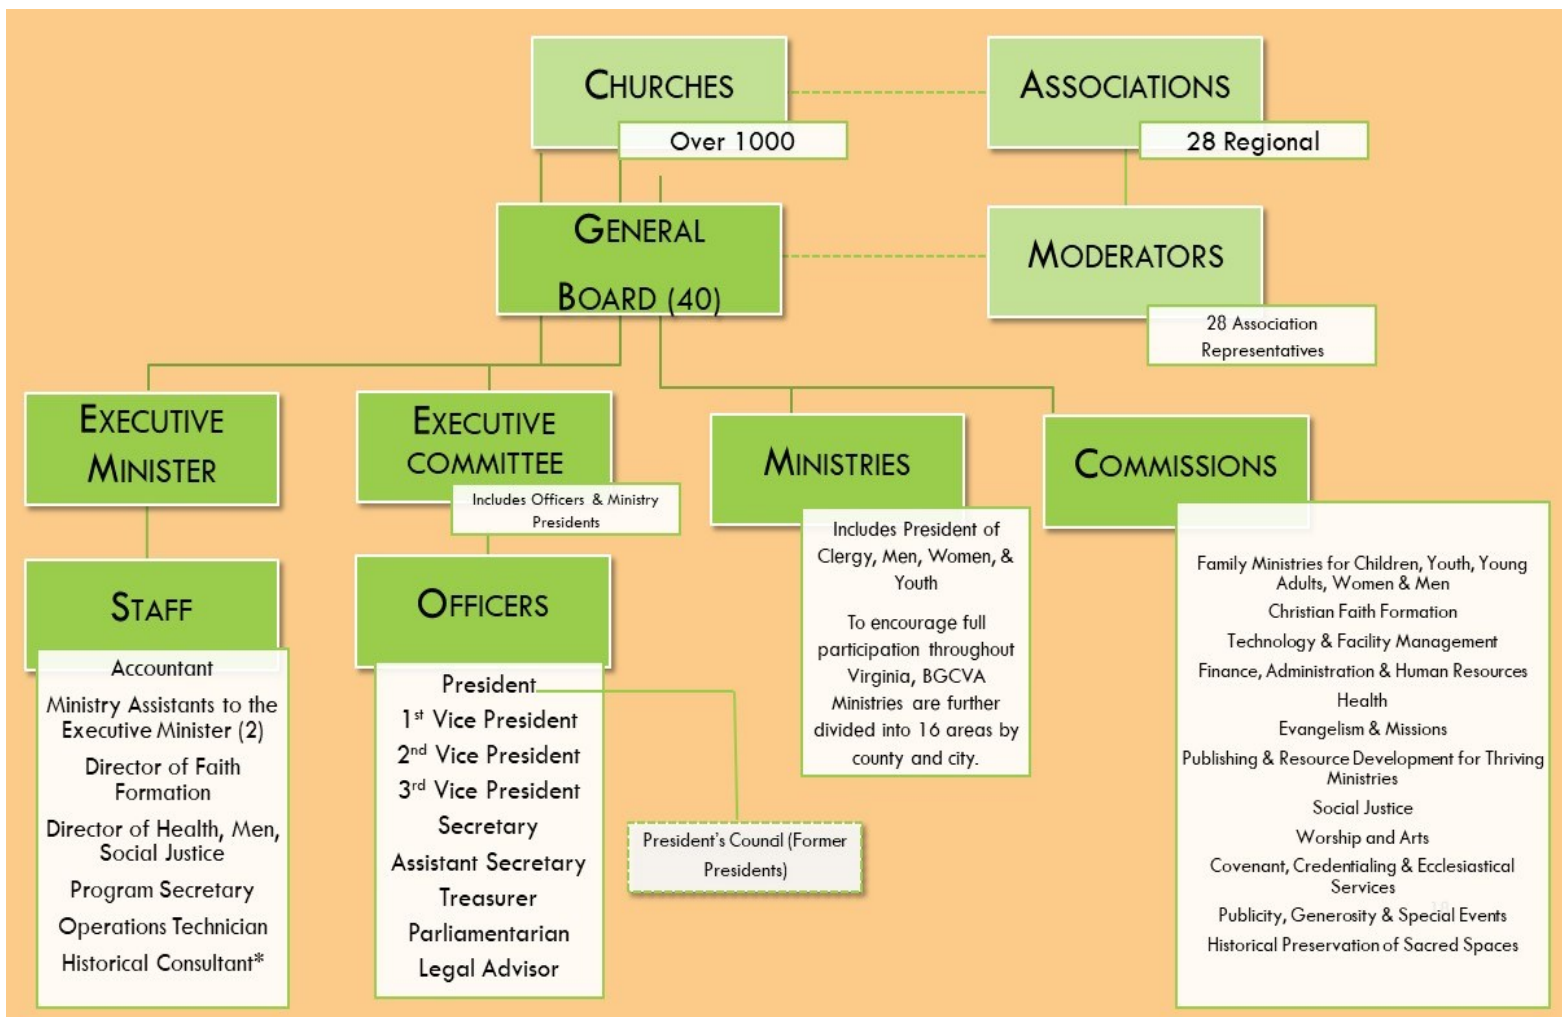 CHURCHES
Over 1000
ASSOCIATIONS
28 Regional
GENERAL
BOARD (40)
MODERATORS
28 Association
Representatives
EXECUTIVE
MINISTER
EXECUTIVE
COMMITTEE
Includes Officers & Ministry
Presidents
MINISTRIES
Includes President of
Clergy, Men, Women, &
Youth
To encourage full
participation throughout
Virginia, BGCVA
Ministries are further
divided into 16 areas by
county and city.
COMMISSIONS
Family Ministries for Children, Youth, Young
Adults, Women & Men
Christian Faith Formation
Technology & Facility Management
Finance, Administration & Human Resources
Health
Evangelism & Missions
Publishing & Resource Development for Thriving
Ministries
Social Justice
Worship and Arts
Covenant, Credentialing & Ecclesiastical
Services
Publicity, Generosity & Special Events
Historical Preservation of Sacred Spaces
STAFF
Accountant
Ministry Assistants to the
Executive Minister (2)
Director of Faith
Formation
Director of Health, Men,
Social Justice
Program Secretary
Operations Technician
Historical Consultant*
OFFICERS
President
1st Vice President
2nd Vice President
3rd Vice President
Secretary
Assistant Secretary
Treasurer
Parliamentarian
Legal Advisor
President's Council (Former
Presidents)